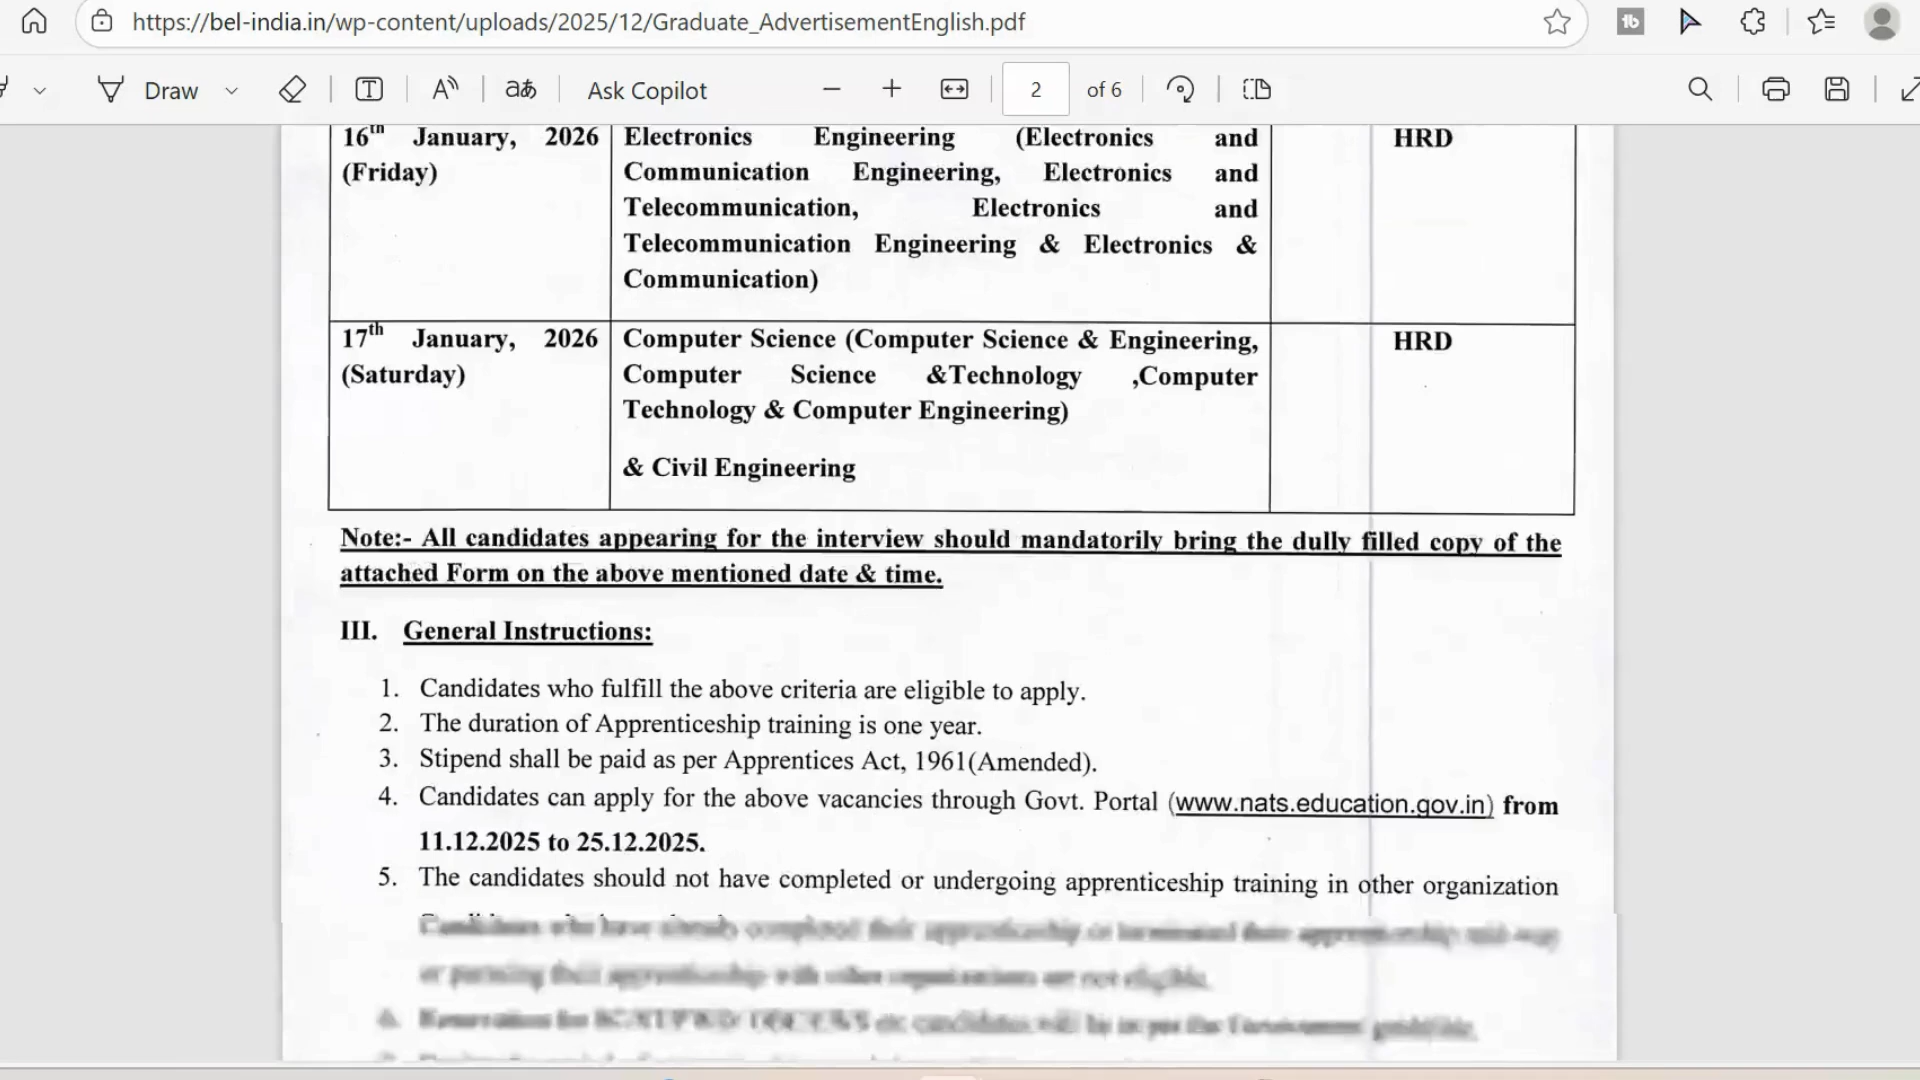 https://bel-india.in/wp-content/uploads/2025/12/Graduate_AdvertisementEnglish.pdf
Draw
Ask Copilot
2 of 6
16th January, 2026 (Friday)
Electronics Engineering (Electronics and
Communication Engineering, Electronics and
Telecommunication, Electronics and
Telecommunication Engineering & Electronics &
Communication)
HRD
17th January, 2026
(Saturday)
Computer Science (Computer Science & Engineering,
Computer Science &Technology ,Computer
Technology & Computer Engineering)
& Civil Engineering
HRD
Note:- All candidates appearing for the interview should mandatorily bring the dully filled copy of the
attached Form on the above mentioned date & time.
III. General Instructions:
1. Candidates who fulfill the above criteria are eligible to apply.
2. The duration of Apprenticeship training is one year.
3. Stipend shall be paid as per Apprentices Act, 1961(Amended).
4. Candidates can apply for the above vacancies through Govt. Portal (www.nats.education.gov.in) from
11.12.2025 to 25.12.2025.
5. The candidates should not have completed or undergoing apprenticeship training in other organization